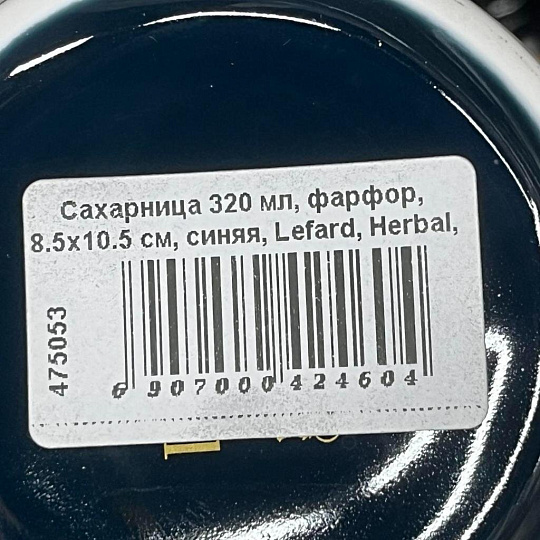 Сахарница 320 мл, фарфор,
8.5x10.5 см, синяя, Lefard, Herbal,
475053
6 907000 424604